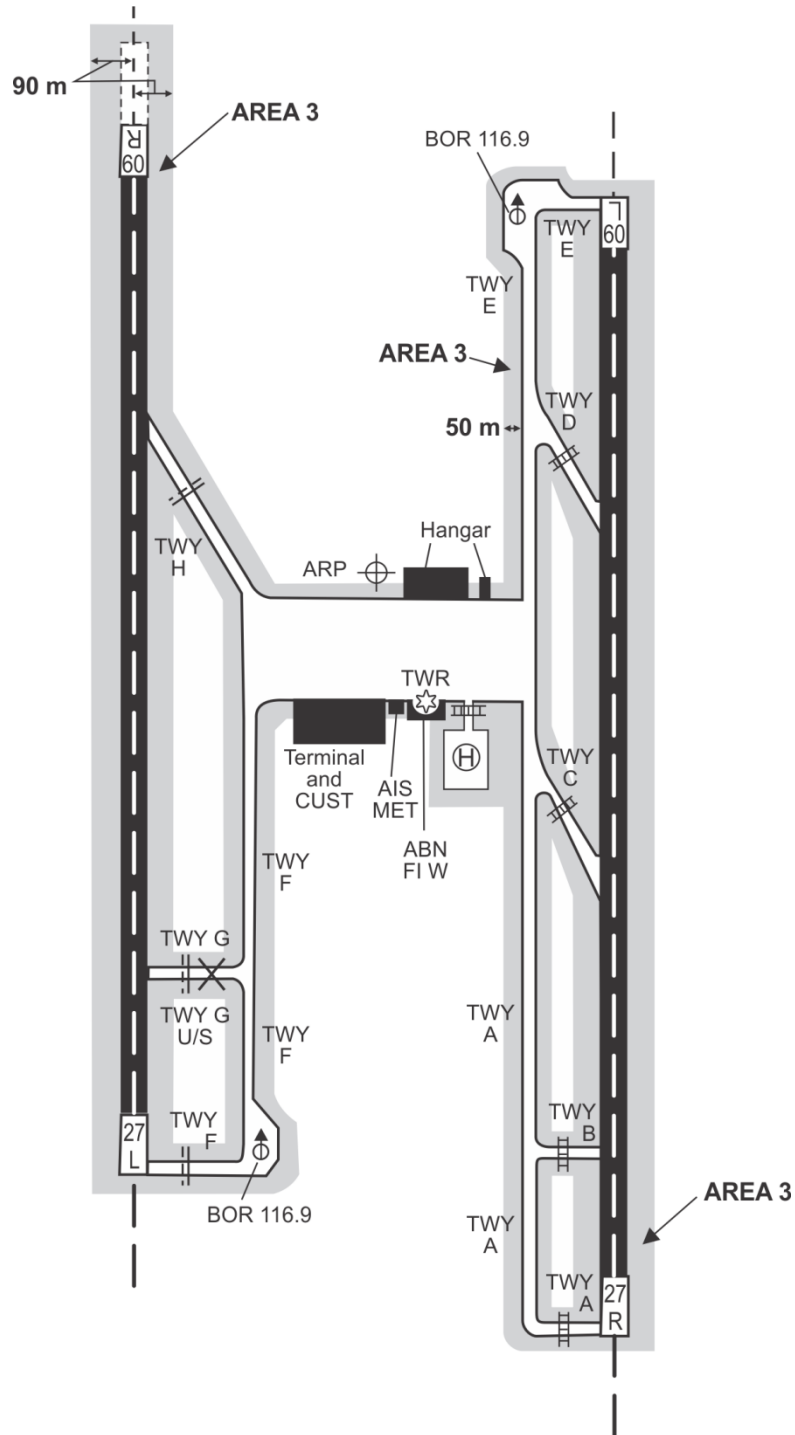 90 m
AREA 3
R
09
BOR 116.9
L
09
TWY
E
TWY
E
AREA 3
TWY
D
50 m
Hangar
ARP
TWY
H
TWR
H
Terminal
and
CUST
AIS
MET
ABN
FI W
TWY
C
TWY
F
TWY G
TWY G
U/S
TWY
F
TWY
A
TWY
B
27
L
TWY
F
BOR 116.9
TWY
A
AREA 3
TWY
A
27
R